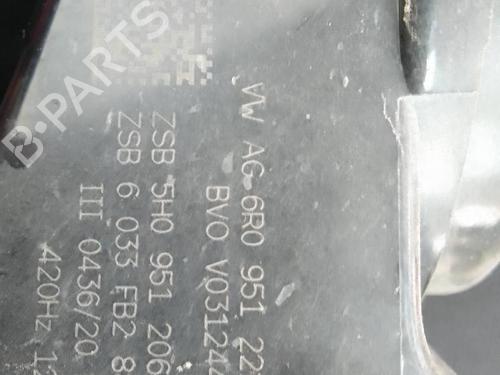 VW AG 6R0 951 22
BVO V03124
ZSB 5H0 951 206
ZSB 6 033 FB2 8
III 0436/20
420Hz 1
B-PARTS